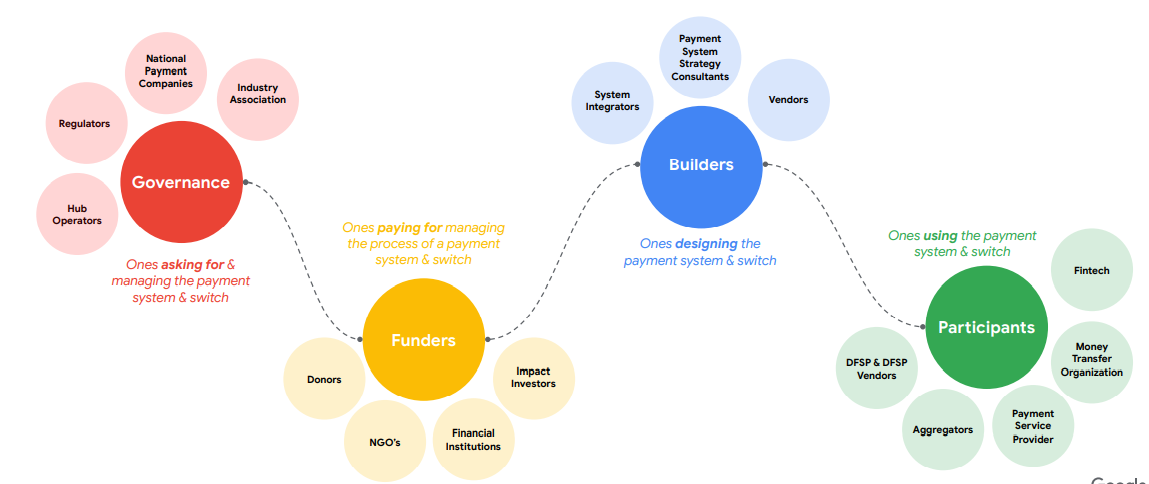 National
Payment
Companies
Industry
Association
Regulators
Governance
Hub
Operators
Ones asking for &
managing the payment
system & switch
Ones paying for managing
the process of a payment
system & switch
Funders
Donors
NGO's
Financial
Institutions
Impact
Investors
Payment
System
Strategy
Consultants
System
Integrators
Vendors
Builders
Ones designing the
payment system & switch
Ones using the payment
system & switch
Participants
Fintech
Money
Transfer
Organization
DFSP & DFSP
Vendors
Aggregators
Payment
Service
Provider